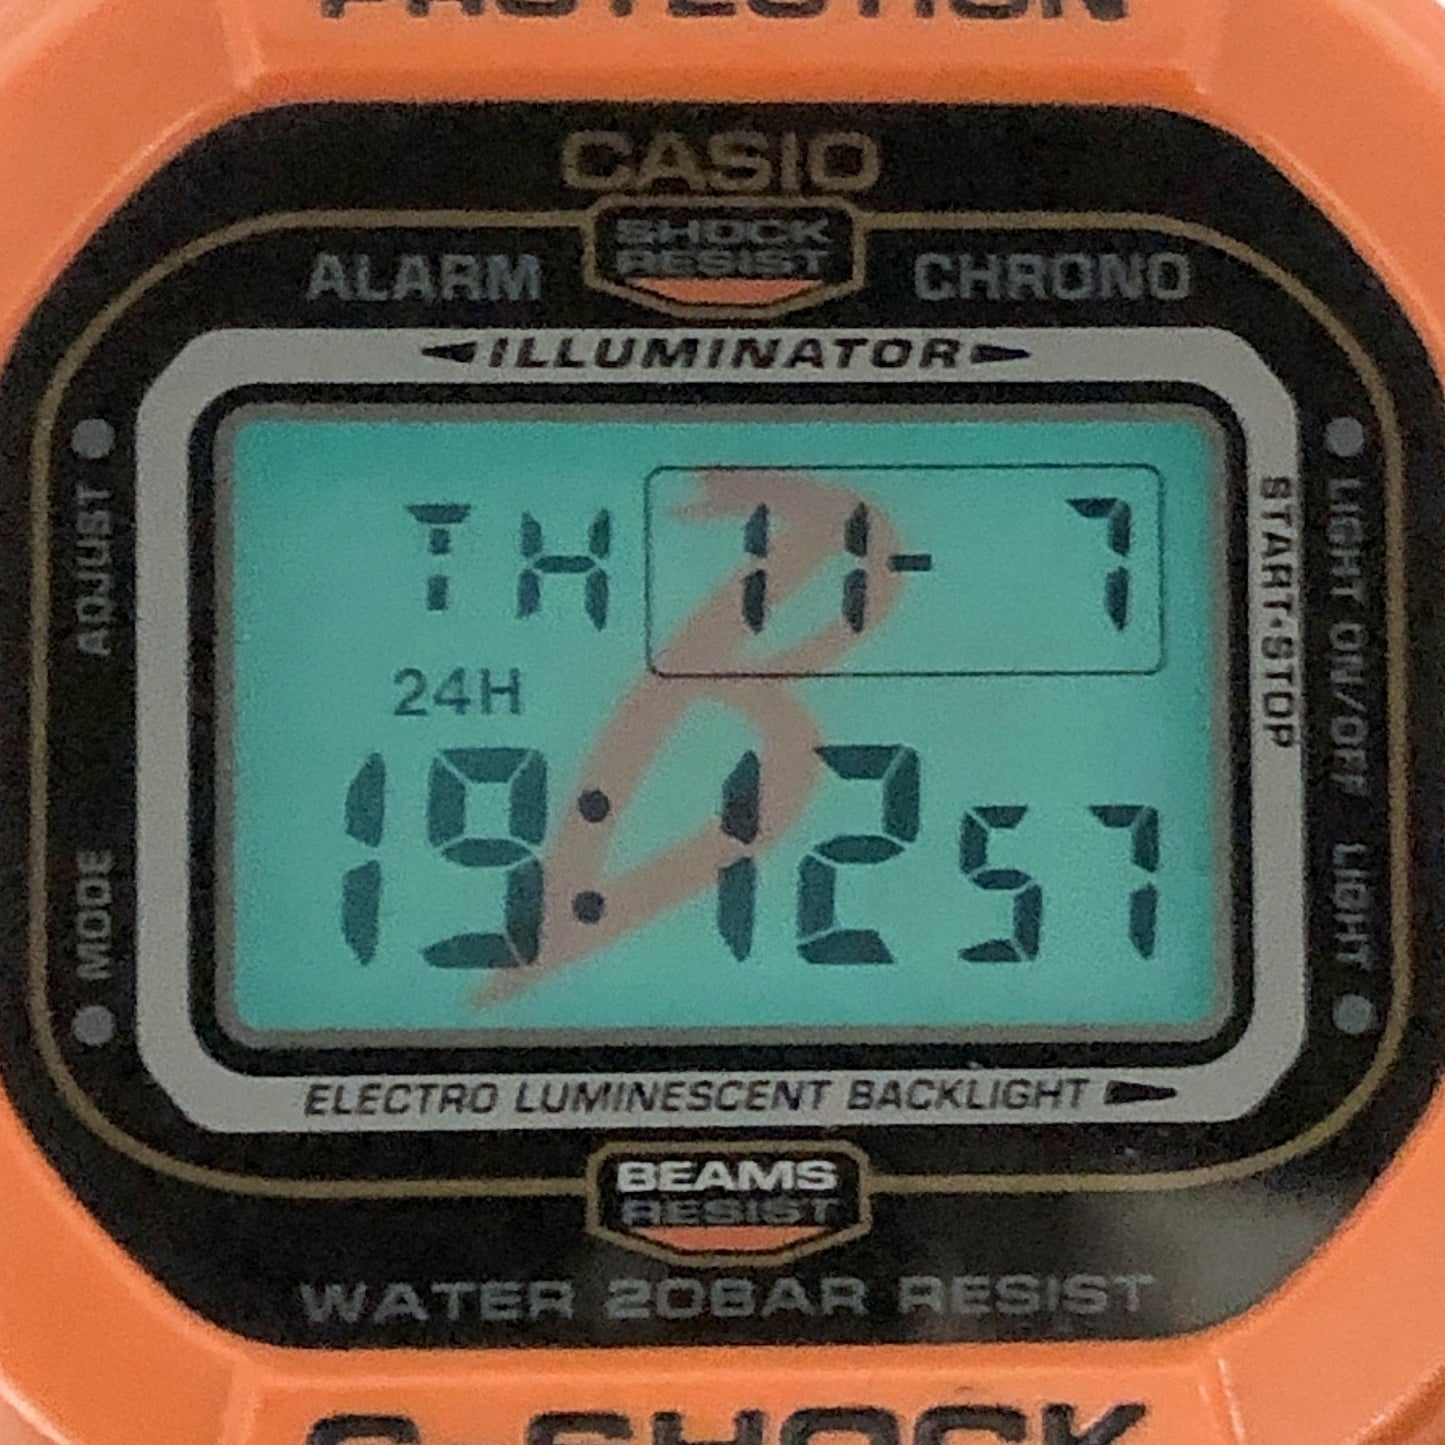 PROTECTION
CASIO
SHOCK
RESIST
ALARM
CHRONO
ILLUMINATOR
ADJUST
MODE
TH 11-7
24H
19:12 57
START•STOP
LIGHT ON/OFF
LIGHT
ELECTRO LUMINESCENT BACKLIGHT
BEAMS
RESIST
WATER 20BAR RESIST
G-SHOCK